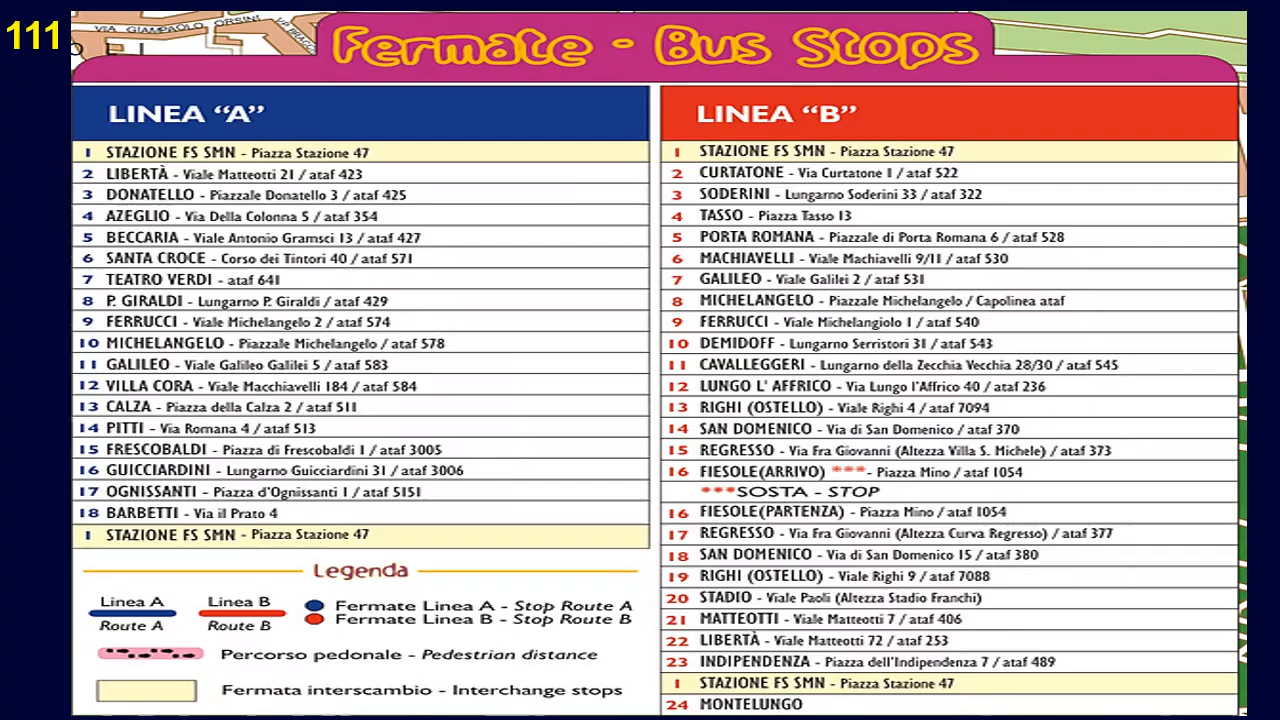 111
VIA GIAMPAOLO ORSINI
Fermate - Bus Stops
LINEA “A”
1 STAZIONE FS SMN - Piazza Stazione 47
2 LIBERTÀ - Viale Matteotti 21 / ataf 423
3 DONATELLO - Piazzale Donatello 3 / ataf 425
4 AZEGLIO - Via Della Colonna 5 / ataf 354
5 BECCARIA - Viale Antonio Gramsci 13 / ataf 427
6 SANTA CROCE - Corso dei Tintori 40 / ataf 571
7 TEATRO VERDI - ataf 641
8 P. GIRALDI - Lungarno P. Giraldi / ataf 429
9 FERRUCCI - Viale Michelangelo 2 / ataf 574
10 MICHELANGELO - Piazzale Michelangelo / ataf 578
11 GALILEO - Viale Galileo Galilei 5 / ataf 583
12 VILLA CORA - Viale Macchiavelli 184 / ataf 584
13 CALZA - Piazza della Calza 2 / ataf 511
14 PITTI - Via Romana 4 / ataf 513
15 FRESCOBALDI - Piazza di Frescobaldi 1 / ataf 3005
16 GUICCIARDINI - Lungarno Guicciardini 31 / ataf 3006
17 OGNISSANTI - Piazza d'Ognissanti 1 / ataf 5151
18 BARBETTI - Via il Prato 4
1 STAZIONE FS SMN - Piazza Stazione 47
Legenda
Linea A
Route A
Linea B
Route B
Fermate Linea A - Stop Route A
Fermate Linea B - Stop Route B
Percorso pedonale - Pedestrian distance
Fermata interscambio - Interchange stops
LINEA “B”
1 STAZIONE FS SMN - Piazza Stazione 47
2 CURTATONE - Via Curtatone 1 / ataf 522
3 SODERINI - Lungarno Soderini 33 / ataf 322
4 TASSO - Piazza Tasso 13
5 PORTA ROMANA - Piazzale di Porta Romana 6 / ataf 528
6 MACHIAVELLI - Viale Machiavelli 9/11 / ataf 530
7 GALILEO - Viale Galilei 2 / ataf 531
8 MICHELANGELO - Piazzale Michelangelo / Capolinea ataf
9 FERRUCCI - Viale Michelangiolo 1 / ataf 540
10 DEMIDOFF - Lungarno Serristori 31 / ataf 543
11 CAVALLEGGERI - Lungarno della Zecchia Vecchia 28/30 / ataf 545
12 LUNGO L' AFFRICO - Via Lungo l'Affrico 40 / ataf 236
13 RIGHI (OSTELLO) - Viale Righi 4 / ataf 7094
14 SAN DOMENICO - Via di San Domenico / ataf 370
15 REGRESSO - Via Fra Giovanni (Altezza Villa S. Michele) / ataf 373
16 FIESOLE(ARRIVO) ***- Piazza Mino / ataf 1054
***SOSTA - STOP
16 FIESOLE(PARTENZA) - Piazza Mino / ataf 1054
17 REGRESSO - Via Fra Giovanni (Altezza Curva Regresso) / ataf 377
18 SAN DOMENICO - Via di San Domenico 15 / ataf 380
19 RIGHI (OSTELLO) - Viale Righi 9 / ataf 7088
20 STADIO - Viale Paoli (Altezza Stadio Franchi)
21 MATTEOTTI - Viale Matteotti 7 / ataf 406
22 LIBERTÀ - Viale Matteotti 72 / ataf 253
23 INDIPENDENZA - Piazza dell'Indipendenza 7 / ataf 489
1 STAZIONE FS SMN - Piazza Stazione 47
24 MONTELUNGO